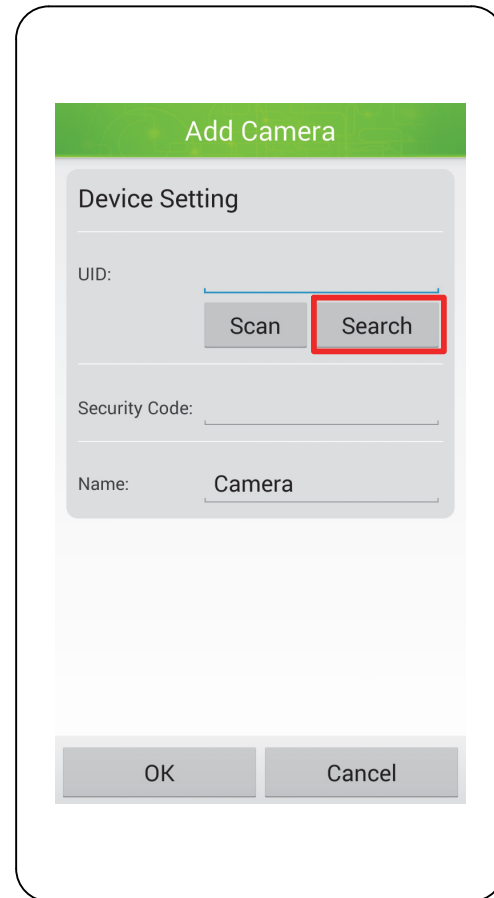 Add Camera
Device Setting
UID:
Scan Search
Security Code:
Name: Camera
OK Cancel